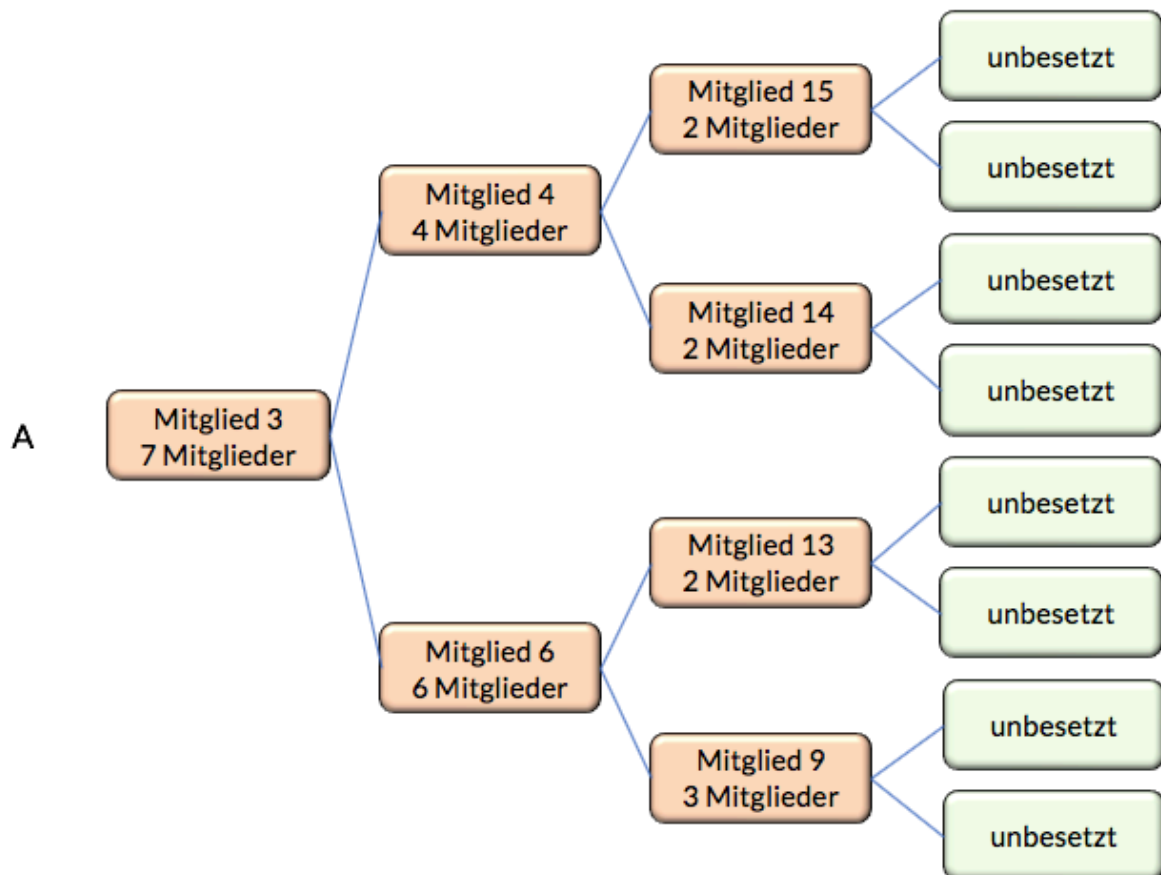 A
Mitglied 3
7 Mitglieder
Mitglied 4
4 Mitglieder
Mitglied 6
6 Mitglieder
Mitglied 15
2 Mitglieder
Mitglied 14
2 Mitglieder
Mitglied 13
2 Mitglieder
Mitglied 9
3 Mitglieder
unbesetzt
unbesetzt
unbesetzt
unbesetzt
unbesetzt
unbesetzt
unbesetzt
unbesetzt